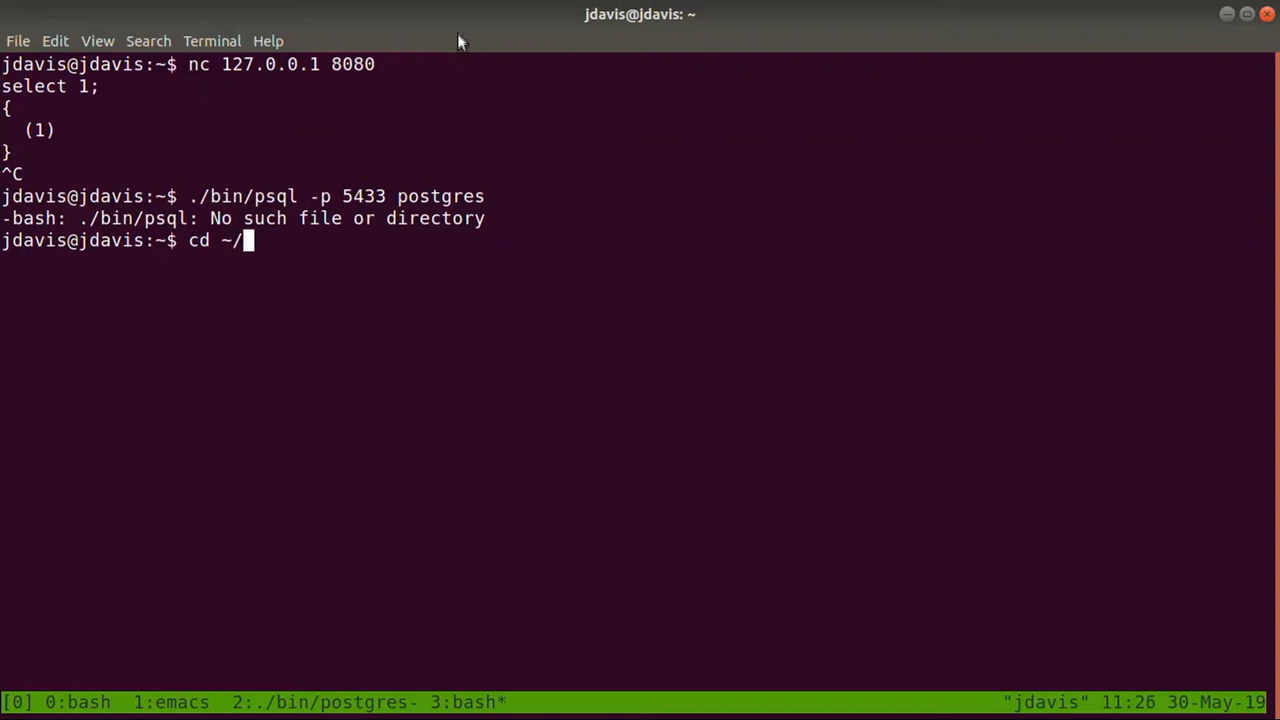 jdavis@jdavis: ~
File Edit View Search Terminal Help
jdavis@jdavis:~$ nc 127.0.0.1 8080
select 1;
{
  (1)
}
^C
jdavis@jdavis:~$ ./bin/psql -p 5433 postgres
-bash: ./bin/psql: No such file or directory
jdavis@jdavis:~$ cd ~/
[0] 0:bash  1:emacs  2:./bin/postgres- 3:bash* "jdavis" 11:26 30-May-19